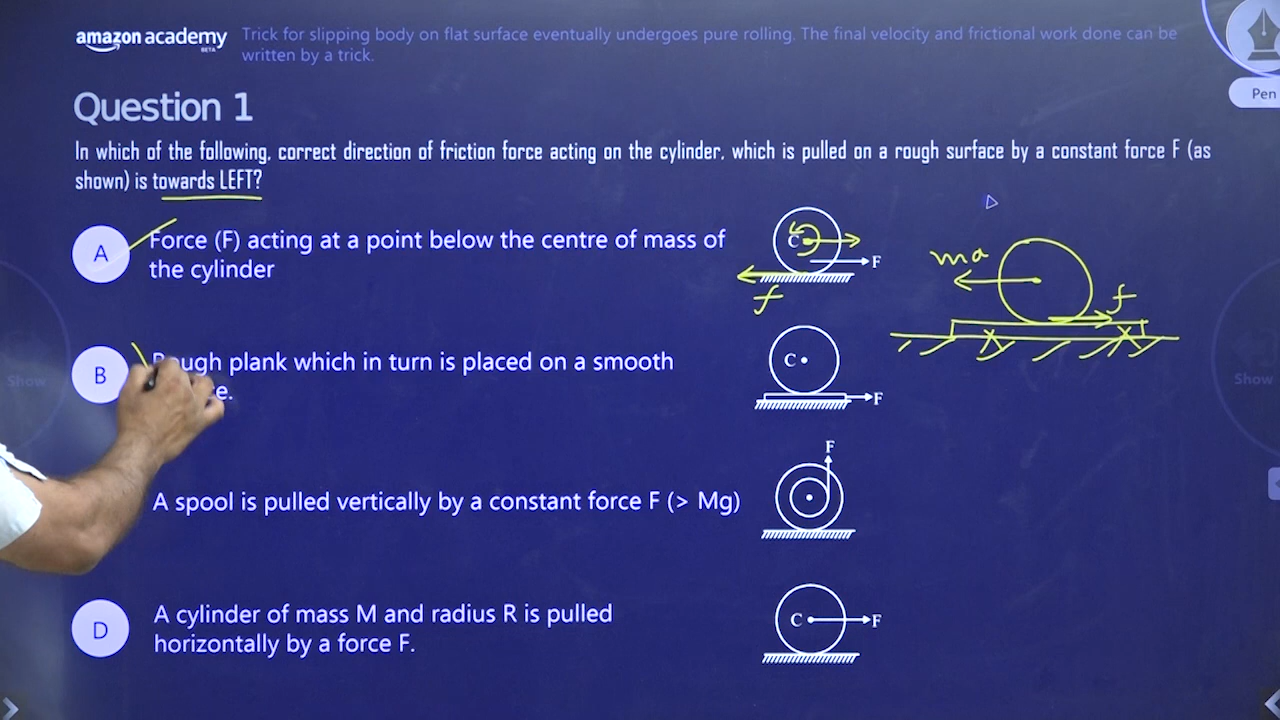 amazon academy
BETA
Trick for slipping body on flat surface eventually undergoes pure rolling. The final velocity and frictional work done can be
written by a trick.
Pen
Question 1
In which of the following, correct direction of friction force acting on the cylinder, which is pulled on a rough surface by a constant force F (as
shown) is towards LEFT?
A
Force (F) acting at a point below the centre of mass of
the cylinder
C
F
f
ma
f
B
Rough plank which in turn is placed on a smooth
e.
C
F
Show
Show
A spool is pulled vertically by a constant force F (> Mg)
F
D
A cylinder of mass M and radius R is pulled
horizontally by a force F.
C
F